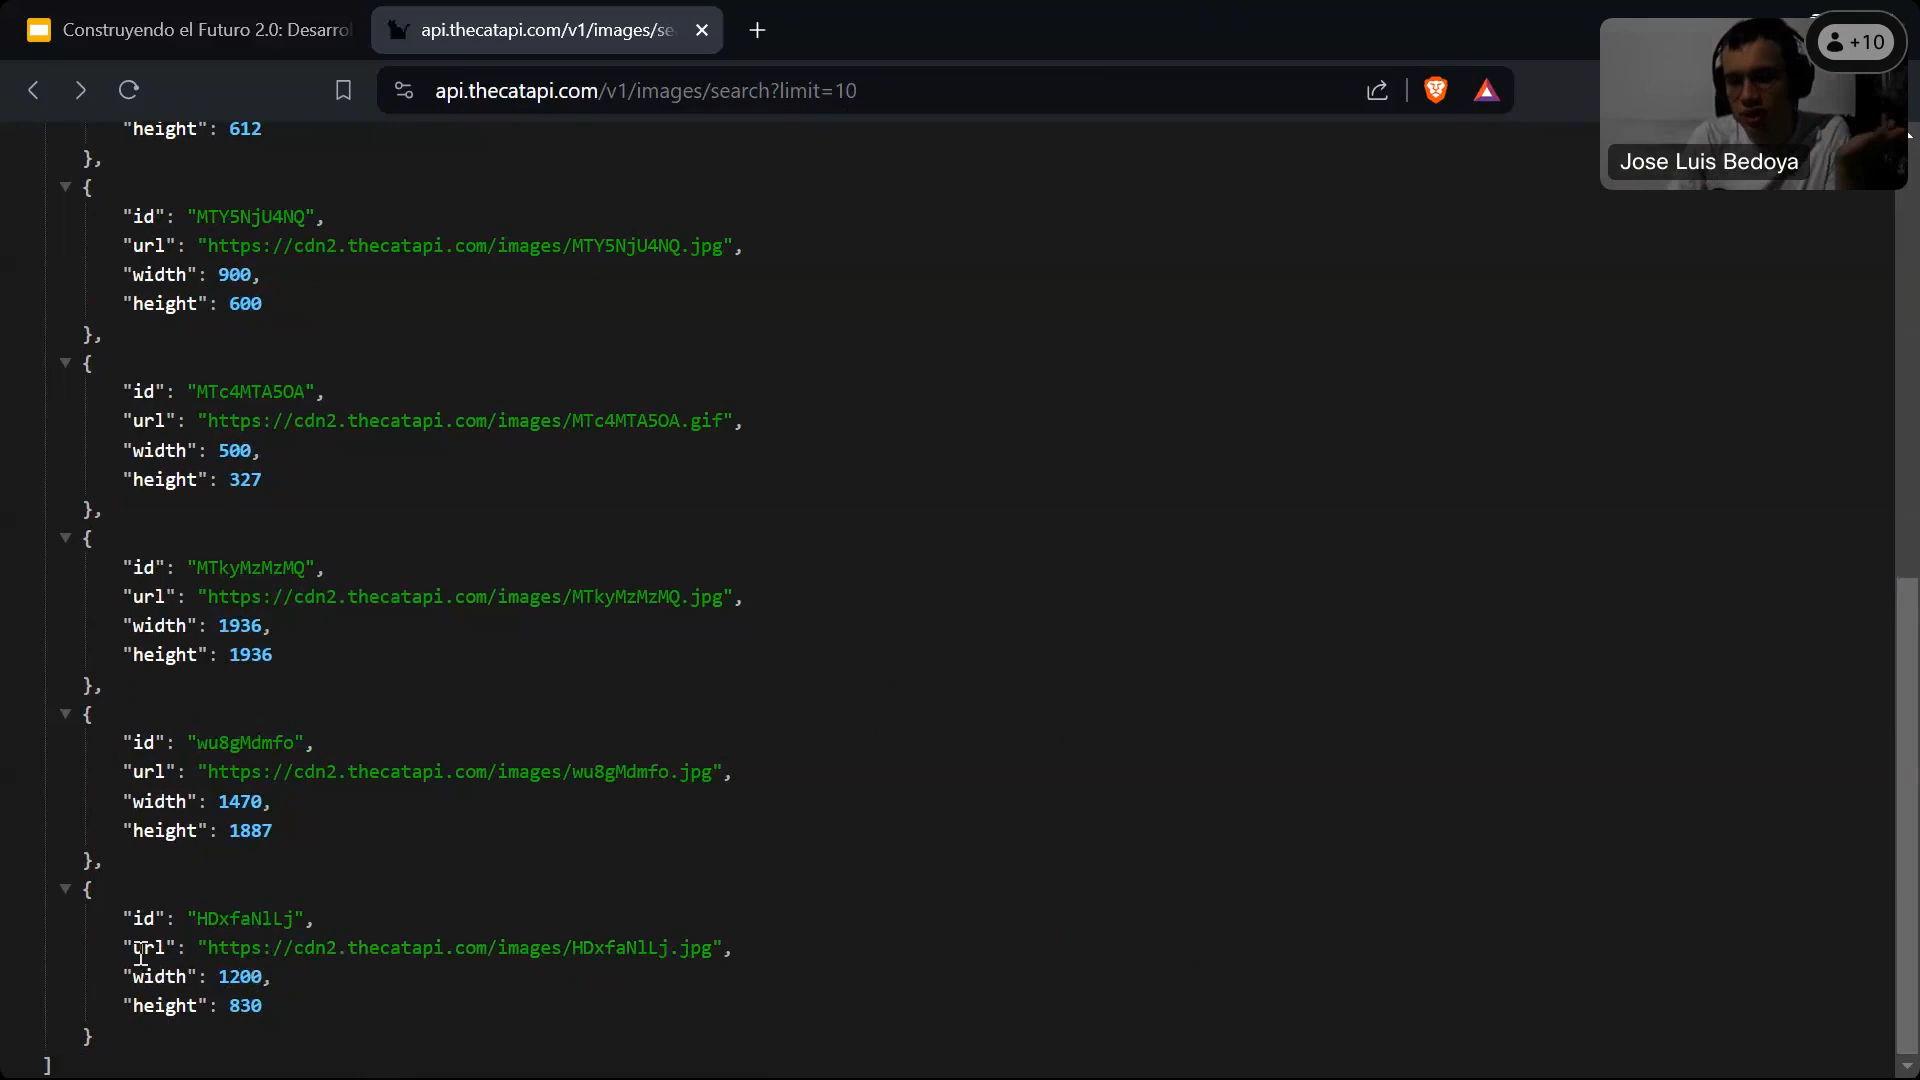 Construyendo el Futuro 2.0: Desarrol
api.thecatapi.com/v1/images/se
+10
api.thecatapi.com/v1/images/search?limit=10
Jose Luis Bedoya
"height": 612
},
{
"id": "MTY5NjU4NQ",
"url": "https://cdn2.thecatapi.com/images/MTY5NjU4NQ.jpg",
"width": 900,
"height": 600
},
{
"id": "MTc4MTA5OA",
"url": "https://cdn2.thecatapi.com/images/MTc4MTA5OA.gif",
"width": 500,
"height": 327
},
{
"id": "MTkyMzMzMQ",
"url": "https://cdn2.thecatapi.com/images/MTkyMzMzMQ.jpg",
"width": 1936,
"height": 1936
},
{
"id": "wu8gMdmfo",
"url": "https://cdn2.thecatapi.com/images/wu8gMdmfo.jpg",
"width": 1470,
"height": 1887
},
{
"id": "HDxfaNlLj",
"url": "https://cdn2.thecatapi.com/images/HDxfaNlLj.jpg",
"width": 1200,
"height": 830
}
]